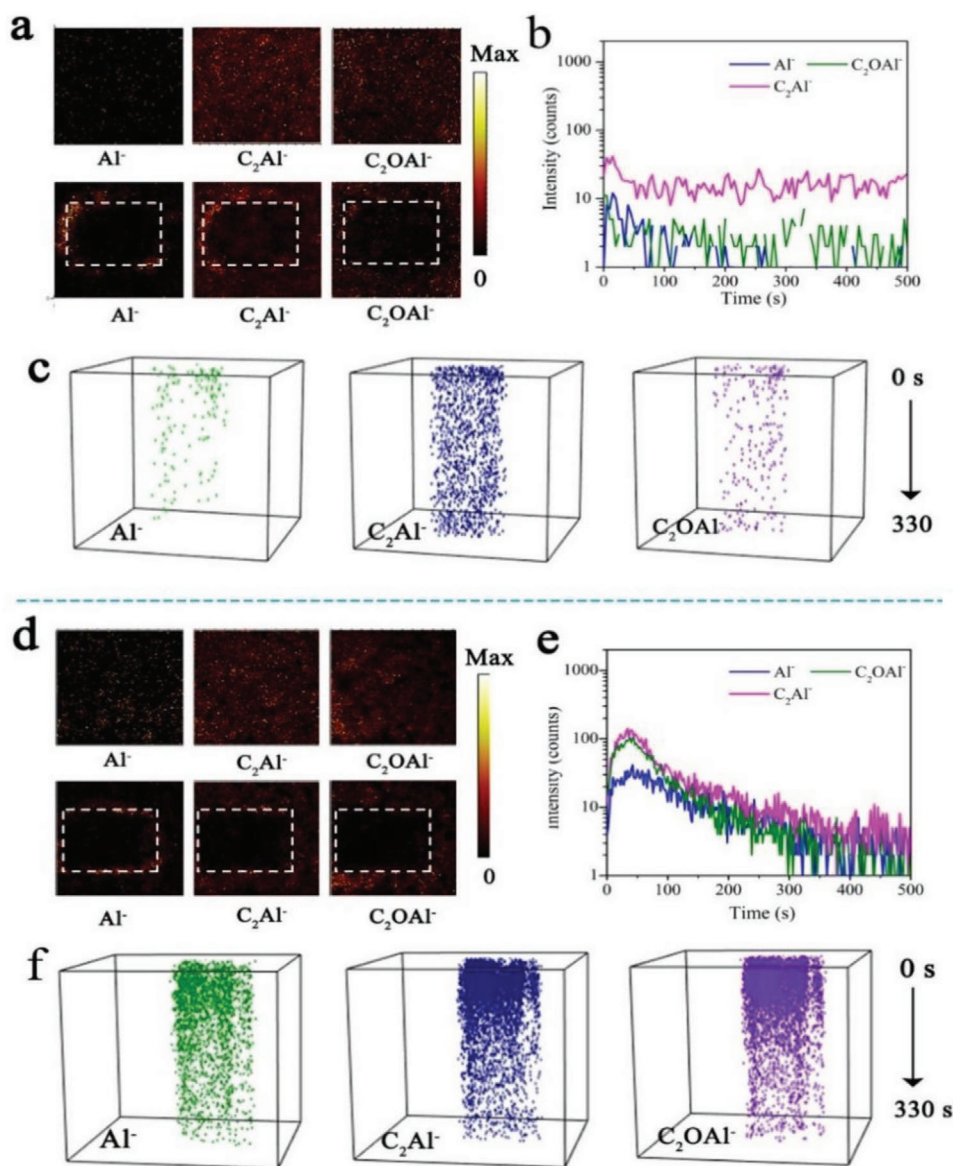 a
Max
Al⁻ C₂Al⁻ C₂OAl⁻
Al⁻ C₂Al⁻ C₂OAl⁻
0
b
Al⁻ C₂OAl⁻
C₂Al⁻
Intensity (counts)
1000
100
10
1
0 100 200 300 400 500
Time (s)
c
Al⁻ C₂Al⁻ C₂OAl⁻
0 s
330
d
Max
Al⁻ C₂Al⁻ C₂OAl⁻
Al⁻ C₂Al⁻ C₂OAl⁻
0
e
Al⁻ C₂OAl⁻
C₂Al⁻
Intensity (counts)
1000
100
10
1
0 100 200 300 400 500
Time (s)
f
Al⁻ C₂Al⁻ C₂OAl⁻
0 s
330 s